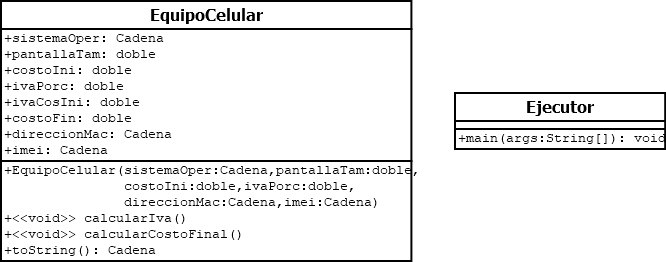 EquipoCelular
+sistemaOper: Cadena
+pantallaTam: doble
+costoIni: doble
+ivaPorc: doble
+ivaCosIni: doble
+costoFin: doble
+direccionMac: Cadena
+imei: Cadena
+EquipoCelular(sistemaOper:Cadena,pantallaTam:doble,
costoIni:doble,ivaPorc:doble,
direccionMac:Cadena,imei:Cadena)
+<<void>> calcularIva()
+<<void>> calcularCostoFinal()
+toString(): Cadena
Ejecutor
+main(args:String[]): void